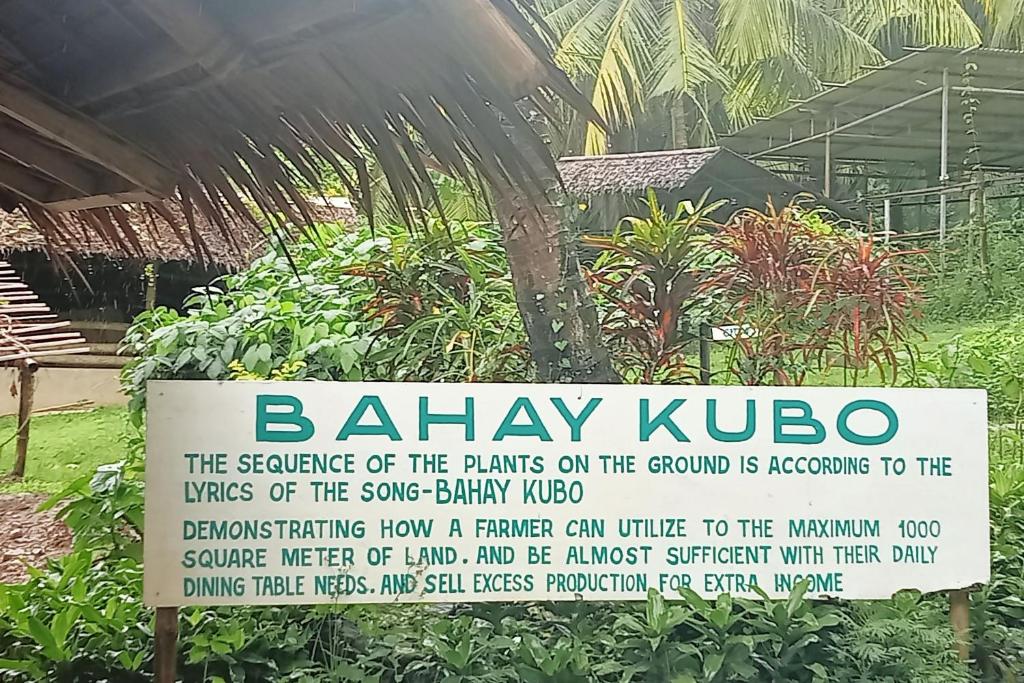 BAHAY KUBO
THE SEQUENCE OF THE PLANTS ON THE GROUND IS ACCORDING TO THE
LYRICS OF THE SONG-BAHAY KUBO
DEMONSTRATING HOW A FARMER CAN UTILIZE TO THE MAXIMUM 1000
SQUARE METER OF LAND. AND BE ALMOST SUFFICIENT WITH THEIR DAILY
DINING TABLE NEEDS. AND SELL EXCESS PRODUCTION FOR EXTRA INCOME